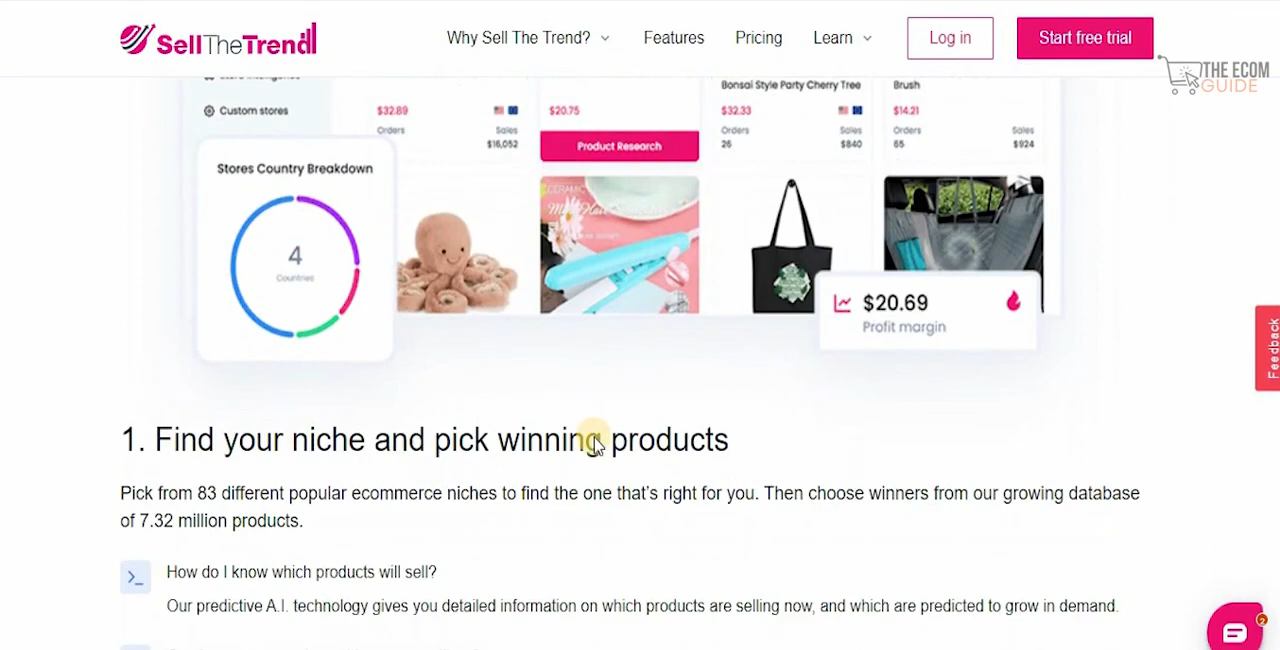 SellTheTrend
Why Sell The Trend?
Features
Pricing
Learn
Log in
Start free trial
THE ECOM
GUIDE
Custom stores
$32.89
Orders
Sales
$16,052
$20.75
Product Research
Bonsai Style Party Cherry Tree
$32.33
Orders
Sales
26
$840
Brush
$14.21
Orders
Sales
65
$924
Stores Country Breakdown
4
Countries
CERAMIC
$20.69
Profit margin
Feedback
1. Find your niche and pick winning products
Pick from 83 different popular ecommerce niches to find the one that's right for you. Then choose winners from our growing database
of 7.32 million products.
>_
How do I know which products will sell?
Our predictive A.I. technology gives you detailed information on which products are selling now, and which are predicted to grow in demand.
2